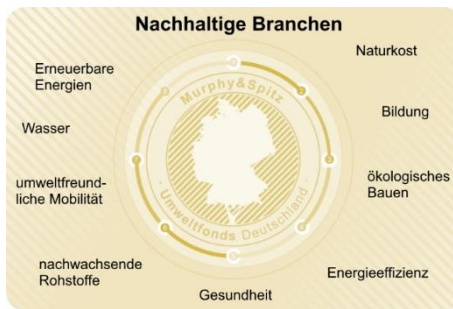 Nachhaltige Branchen
Naturkost
Erneuerbare
Energien
Bildung
Wasser
ökologisches
Bauen
umweltfreund-
liche Mobilität
nachwachsende
Rohstoffe
Energieeffizienz
Gesundheit
Murphy&Spitz
· Umweltfonds Deutschland ·